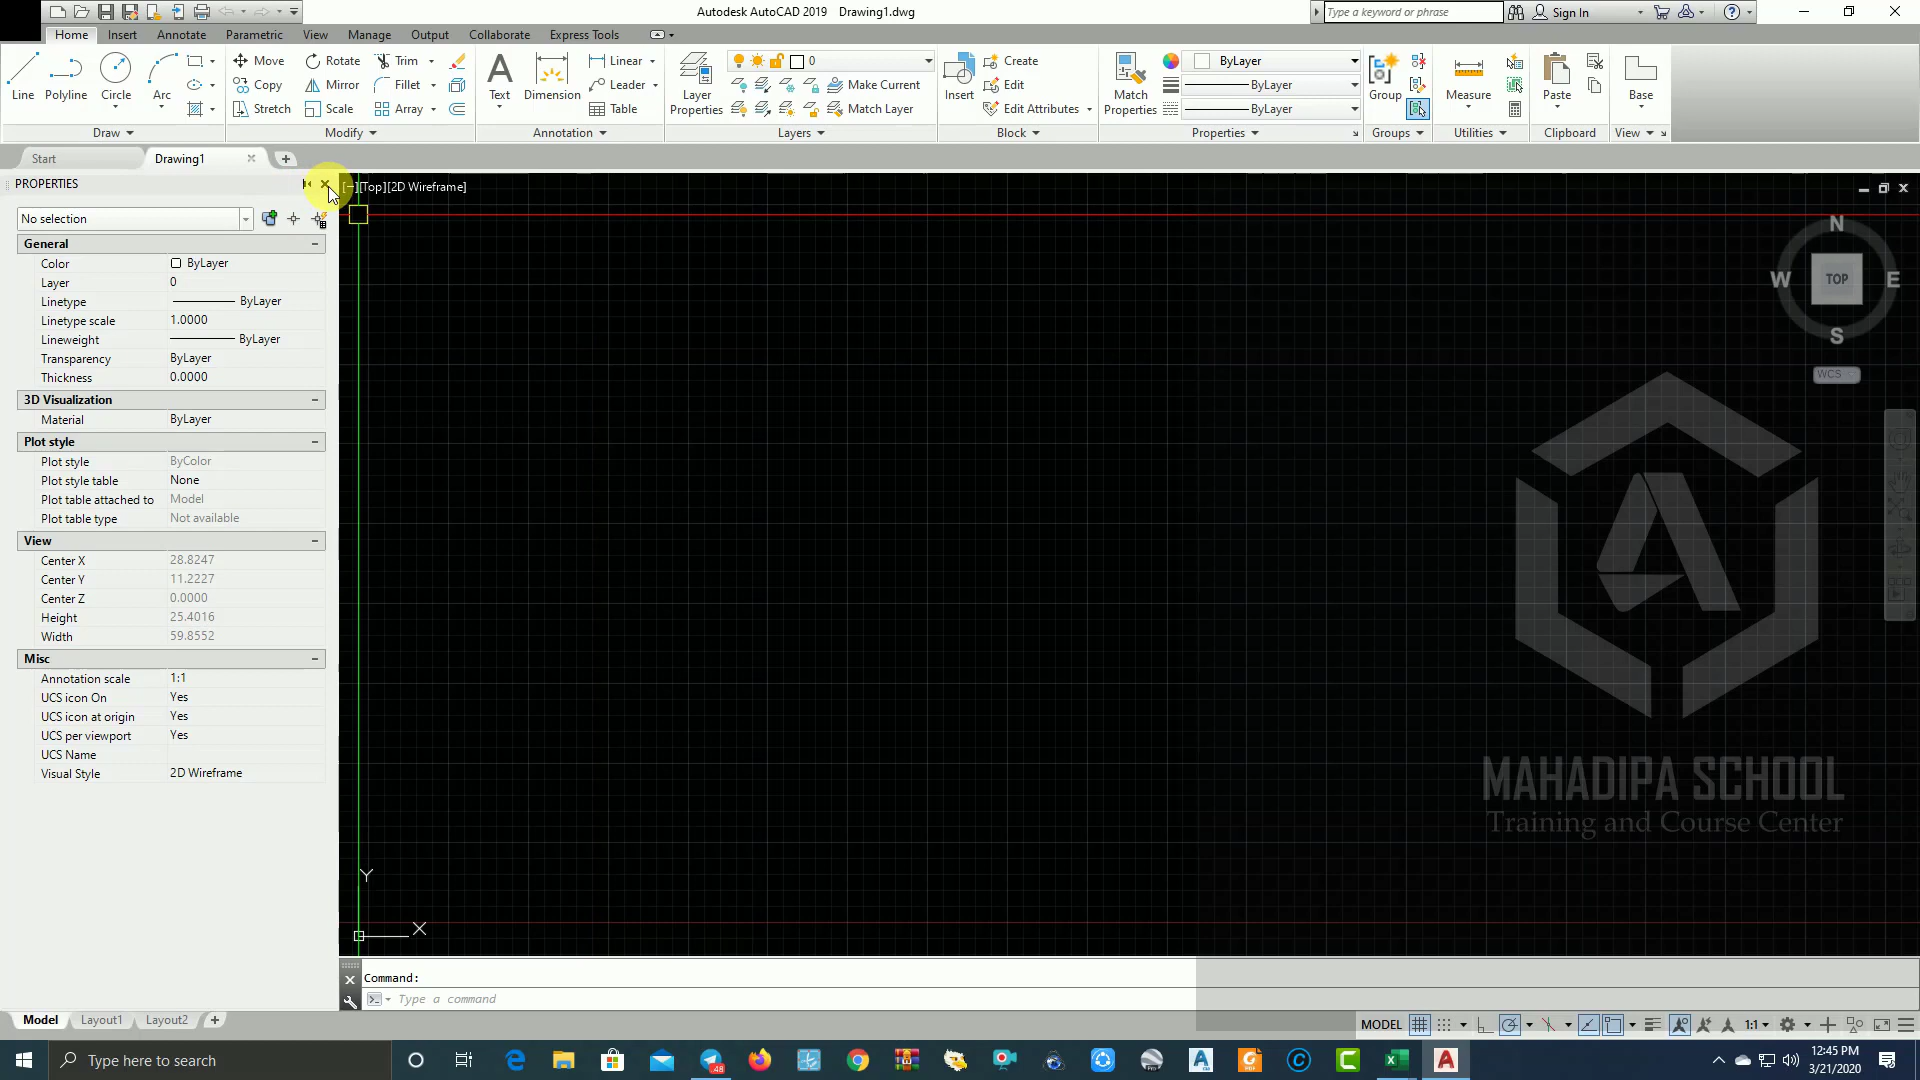 Autodesk AutoCAD 2019 Drawing1.dwg
Type a keyword or phrase
Sign In
Home Insert Annotate Parametric View Manage Output Collaborate Express Tools
Line Polyline Circle Arc
Move Rotate Trim
Copy Mirror Fillet
Stretch Scale Array
Text Dimension
Linear
Leader
Table
Layer Properties
0
Make Current
Match Layer
Insert
Create
Edit
Edit Attributes
Match Properties
ByLayer
ByLayer
ByLayer
Group
Measure
Paste
Base
Draw Modify Annotation Layers Block Properties Groups Utilities Clipboard View
Start Drawing1
PROPERTIES
[−][Top][2D Wireframe]
No selection
General
Color ByLayer
Layer 0
Linetype ByLayer
Linetype scale 1.0000
Lineweight ByLayer
Transparency ByLayer
Thickness 0.0000
3D Visualization
Material ByLayer
Plot style
Plot style ByColor
Plot style table None
Plot table attached to Model
Plot table type Not available
View
Center X 28.8247
Center Y 11.2227
Center Z 0.0000
Height 25.4016
Width 59.8552
Misc
Annotation scale 1:1
UCS icon On Yes
UCS icon at origin Yes
UCS per viewport Yes
UCS Name
Visual Style 2D Wireframe
N
W TOP E
S
WCS
MAHADIPA SCHOOL
Training and Course Center
Y
X
Command:
Type a command
Model Layout1 Layout2
MODEL 1:1
Type here to search
12:45 PM
3/21/2020